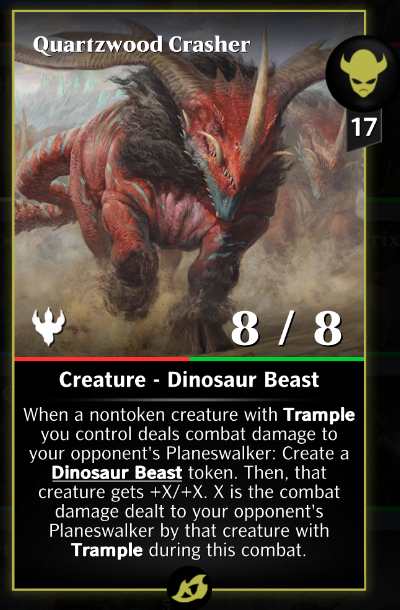 Quartzwood Crasher
17
8 / 8
Creature - Dinosaur Beast
When a nontoken creature with Trample
you control deals combat damage to
your opponent's Planeswalker: Create a
Dinosaur Beast token. Then, that
creature gets +X/+X. X is the combat
damage dealt to your opponent's
Planeswalker by that creature with
Trample during this combat.